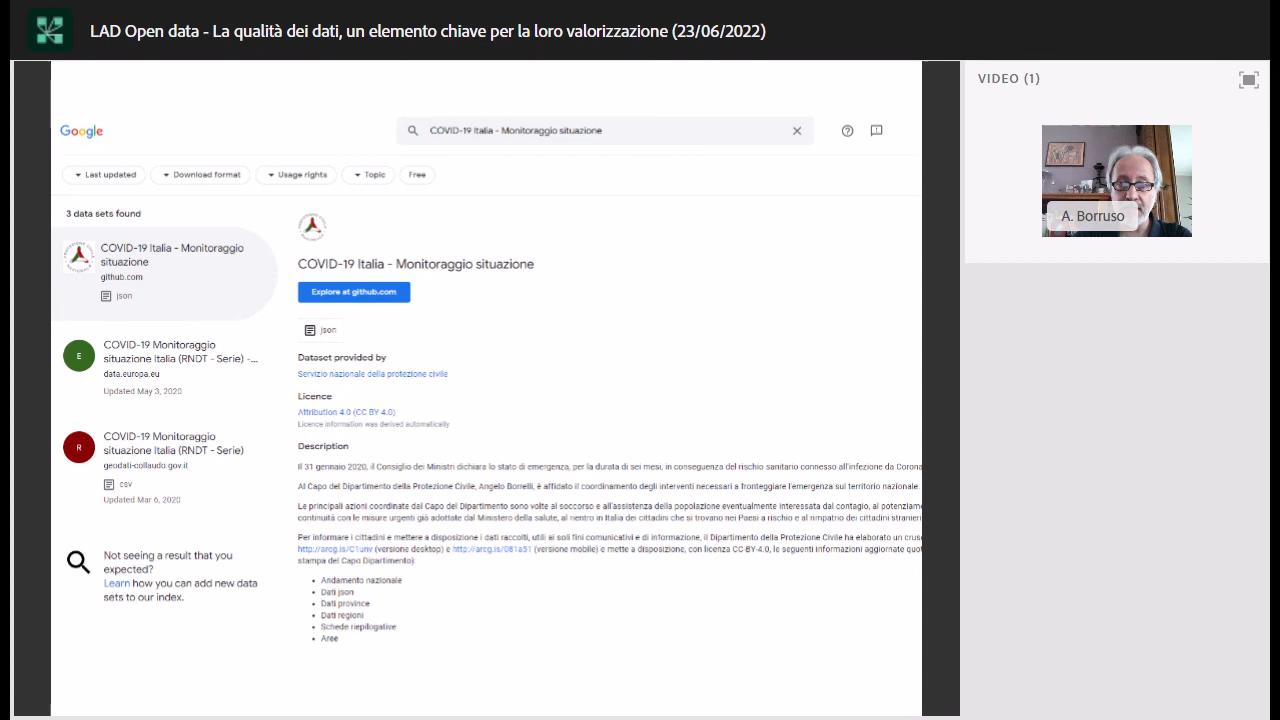 LAD Open data - La qualità dei dati, un elemento chiave per la loro valorizzazione (23/06/2022)
VIDEO (1)
A. Borruso
Google
COVID-19 Italia - Monitoraggio situazione
Last updated
Download format
Usage rights
Topic
Free
3 data sets found
COVID-19 Italia - Monitoraggio
situazione
github.com
json
E
COVID-19 Monitoraggio
situazione Italia (RNDT - Serie) -...
data.europa.eu
Updated May 3, 2020
R
COVID-19 Monitoraggio
situazione Italia (RNDT - Serie)
geodati-collaudo.gov.it
csv
Updated Mar 6, 2020
Not seeing a result that you
expected?
Learn how you can add new data
sets to our index.
COVID-19 Italia - Monitoraggio situazione
Explore at github.com
json
Dataset provided by
Servizio nazionale della protezione civile
Licence
Attribution 4.0 (CC BY 4.0)
Licence information was derived automatically
Description
Il 31 gennaio 2020, il Consiglio dei Ministri dichiara lo stato di emergenza, per la durata di sei mesi, in conseguenza del rischio sanitario connesso all'infezione da Corona
Al Capo del Dipartimento della Protezione Civile, Angelo Borrelli, è affidato il coordinamento degli interventi necessari a fronteggiare l'emergenza sul territorio nazionale.
Le principali azioni coordinate dal Capo del Dipartimento sono volte al soccorso e all'assistenza della popolazione eventualmente interessata dal contagio, al potenziame
continuità con le misure urgenti già adottate dal Ministero della salute, al rientro in Italia dei cittadini che si trovano nei Paesi a rischio e al rimpatrio dei cittadini stranieri
Per informare i cittadini e mettere a disposizione i dati raccolti, utili ai soli fini comunicativi e di informazione, il Dipartimento della Protezione Civile ha elaborato un cruse
http://arcg.is/C1unv (versione desktop) e http://arcg.is/081a51 (versione mobile) e mette a disposizione, con licenza CC-BY-4.0, le seguenti informazioni aggiornate quot
stampa del Capo Dipartimento):
• Andamento nazionale
• Dati json
• Dati province
• Dati regioni
• Schede riepilogative
• Aree